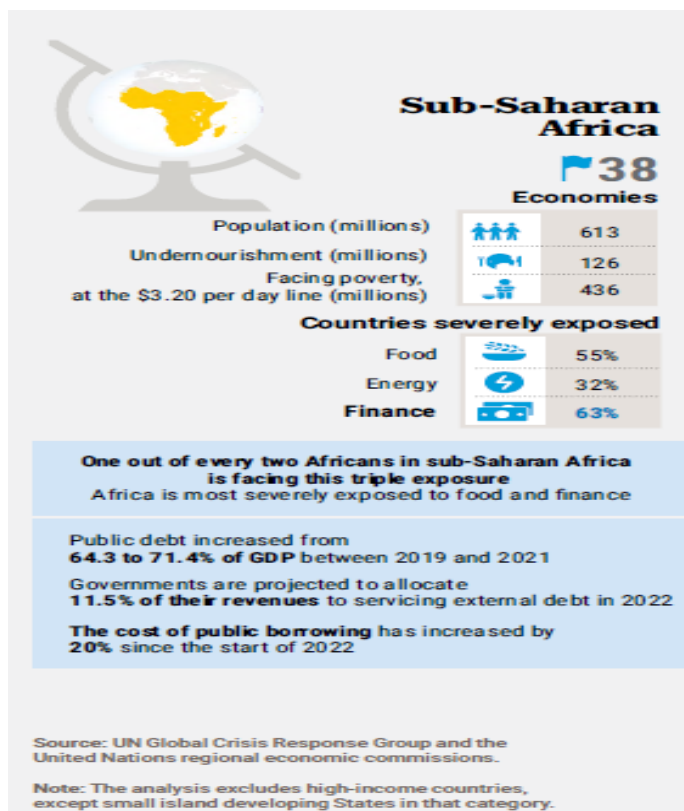 Sub-Saharan
Africa
38
Economies
Population (millions) 613
Undernourishment (millions) 126
Facing poverty,
at the $3.20 per day line (millions) 436
Countries severely exposed
Food 55%
Energy 32%
Finance 63%
One out of every two Africans in sub-Saharan Africa
is facing this triple exposure
Africa is most severely exposed to food and finance
Public debt increased from
64.3 to 71.4% of GDP between 2019 and 2021
Governments are projected to allocate
11.5% of their revenues to servicing external debt in 2022
The cost of public borrowing has increased by
20% since the start of 2022
Source: UN Global Crisis Response Group and the
United Nations regional economic commissions.
Note: The analysis excludes high-income countries,
except small island developing States in that category.